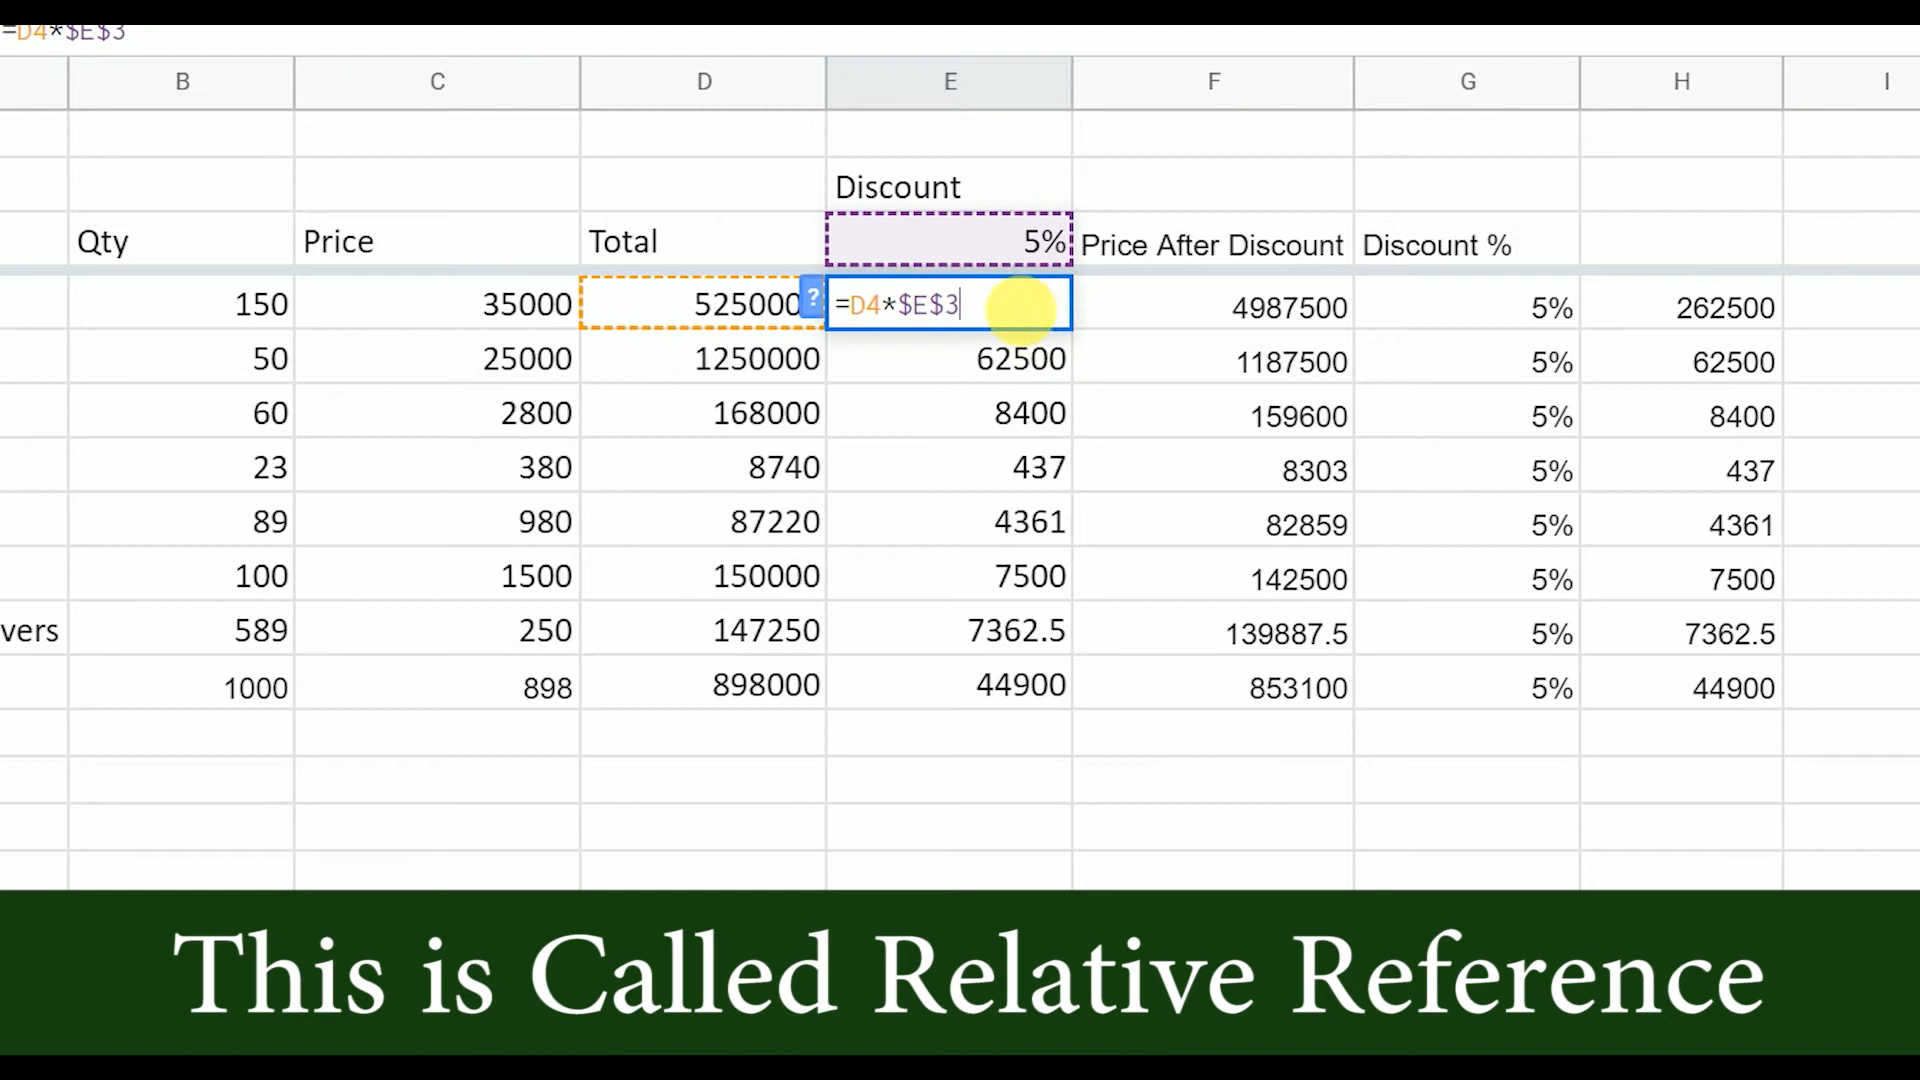 =D4*$E$3
B C D E F G H I
Discount
Qty Price Total 5% Price After Discount Discount %
150 35000 525000 ? =D4*$E$3 4987500 5% 262500
50 25000 1250000 62500 1187500 5% 62500
60 2800 168000 8400 159600 5% 8400
23 380 8740 437 8303 5% 437
89 980 87220 4361 82859 5% 4361
100 1500 150000 7500 142500 5% 7500
vers 589 250 147250 7362.5 139887.5 5% 7362.5
1000 898 898000 44900 853100 5% 44900
This is Called Relative Reference